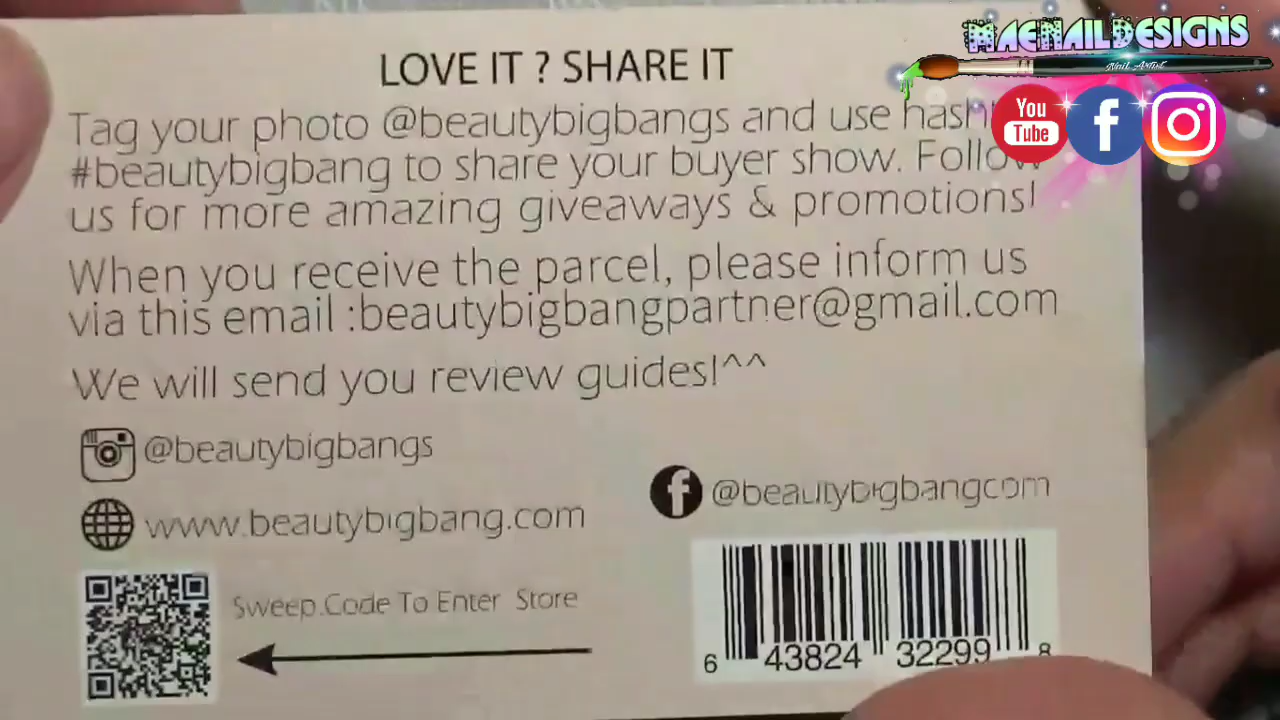 MAENAILDESIGNS
Nail Artist
You
Tube
LOVE IT ? SHARE IT
Tag your photo @beautybigbangs and use
#beautybigbang to share your buyer show. Follow
us for more amazing giveaways & promotions!
When you receive the parcel, please inform us
via this email :beautybigbangpartner@gmail.com
We will send you review guides!^^
@beautybigbangs
@beautybigbangcom
www.beautybigbang.com
Sweep.Code To Enter Store
6 43824 32299 8